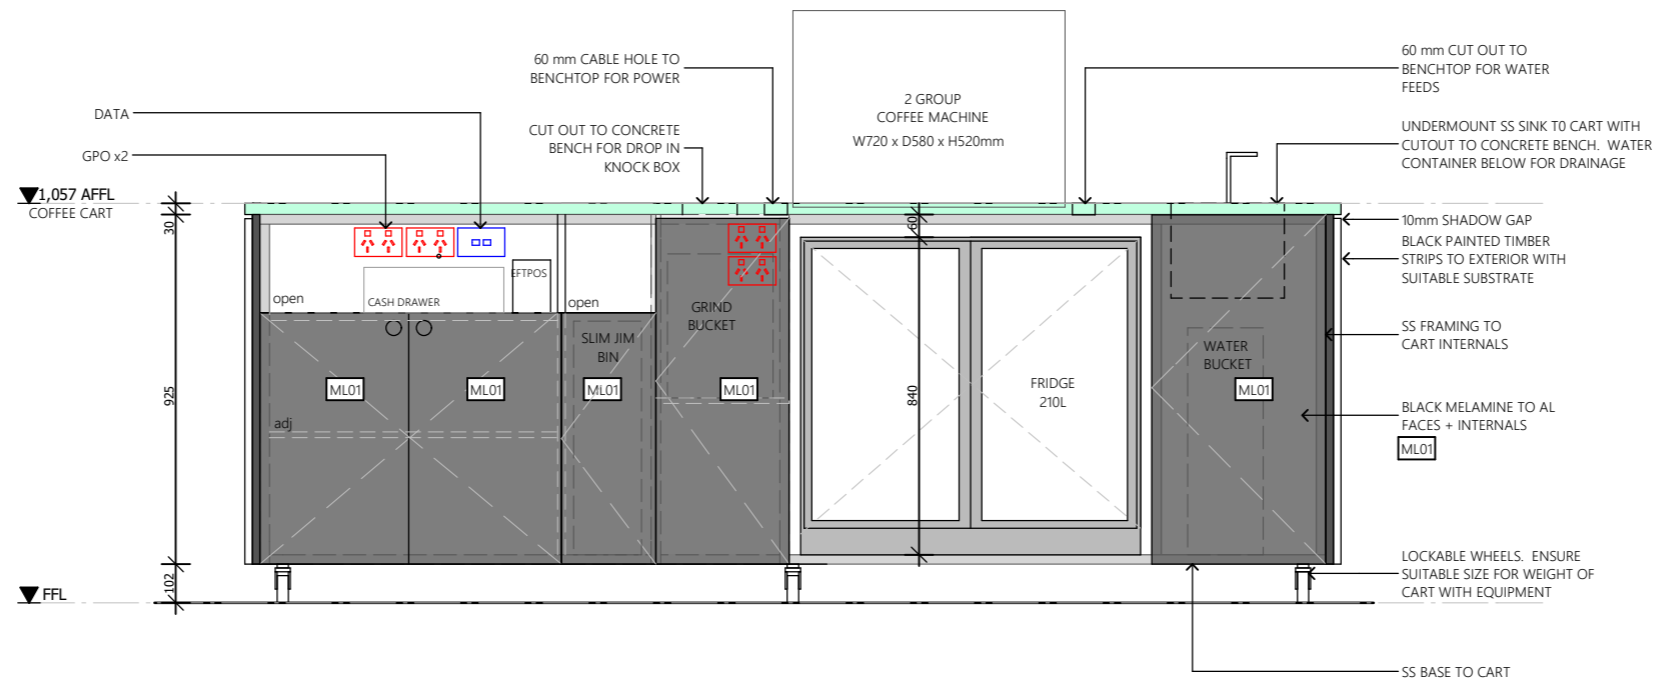 60 mm CABLE HOLE TO
BENCHTOP FOR POWER
2 GROUP
COFFEE MACHINE
W720 x D580 x H520mm
60 mm CUT OUT TO
BENCHTOP FOR WATER
FEEDS
DATA
GPO x2
CUT OUT TO CONCRETE
BENCH FOR DROP IN
KNOCK BOX
UNDERMOUNT SS SINK T0 CART WITH
CUTOUT TO CONCRETE BENCH. WATER
CONTAINER BELOW FOR DRAINAGE
1,057 AFFL
COFFEE CART
30
60
10mm SHADOW GAP
BLACK PAINTED TIMBER
STRIPS TO EXTERIOR WITH
SUITABLE SUBSTRATE
EFTPOS
open
CASH DRAWER
open
GRIND
BUCKET
SLIM JIM
BIN
WATER
BUCKET
SS FRAMING TO
CART INTERNALS
925
ML01
ML01
ML01
ML01
840
FRIDGE
210L
ML01
adj
BLACK MELAMINE TO AL
FACES + INTERNALS
ML01
102
FFL
LOCKABLE WHEELS. ENSURE
SUITABLE SIZE FOR WEIGHT OF
CART WITH EQUIPMENT
SS BASE TO CART